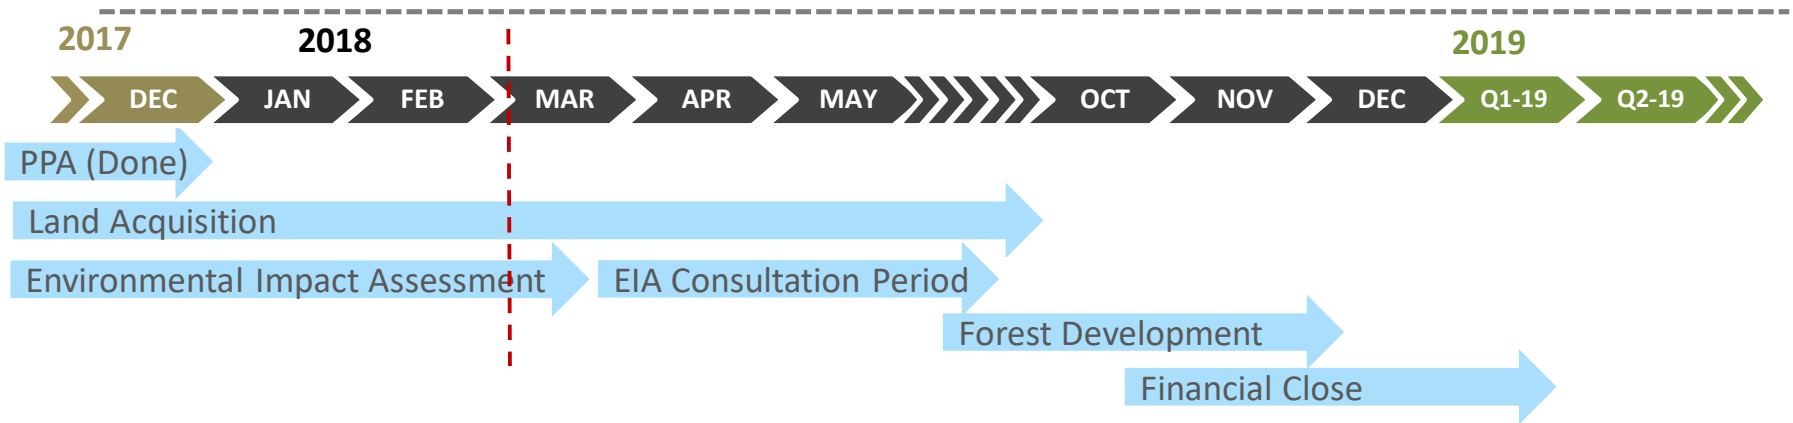 2017 2018 2019
DEC JAN FEB MAR APR MAY OCT NOV DEC Q1-19 Q2-19
PPA (Done)
Land Acquisition
Environmental Impact Assessment EIA Consultation Period
Forest Development
Financial Close